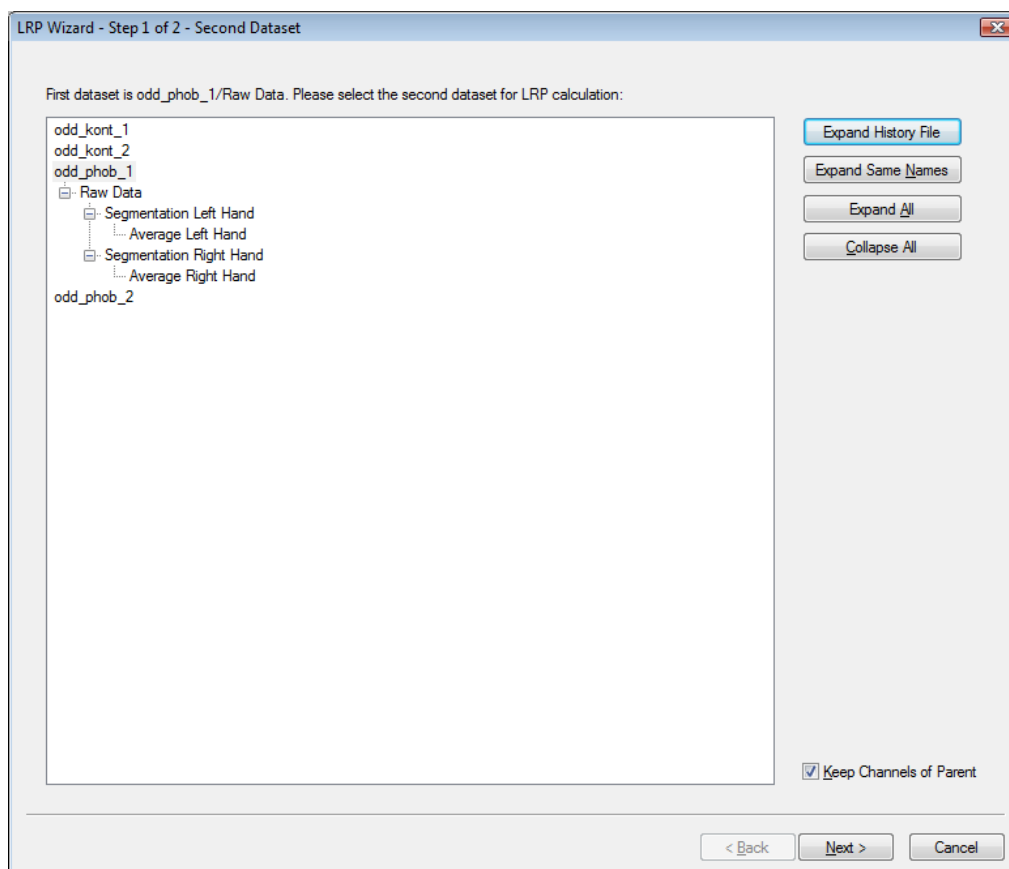 LRP Wizard - Step 1 of 2 - Second Dataset
First dataset is odd_phob_1/Raw Data. Please select the second dataset for LRP calculation:
odd_kont_1
odd_kont_2
odd_phob_1
Raw Data
Segmentation Left Hand
Average Left Hand
Segmentation Right Hand
Average Right Hand
odd_phob_2
Expand History File
Expand Same Names
Expand All
Collapse All
Keep Channels of Parent
< Back
Next >
Cancel